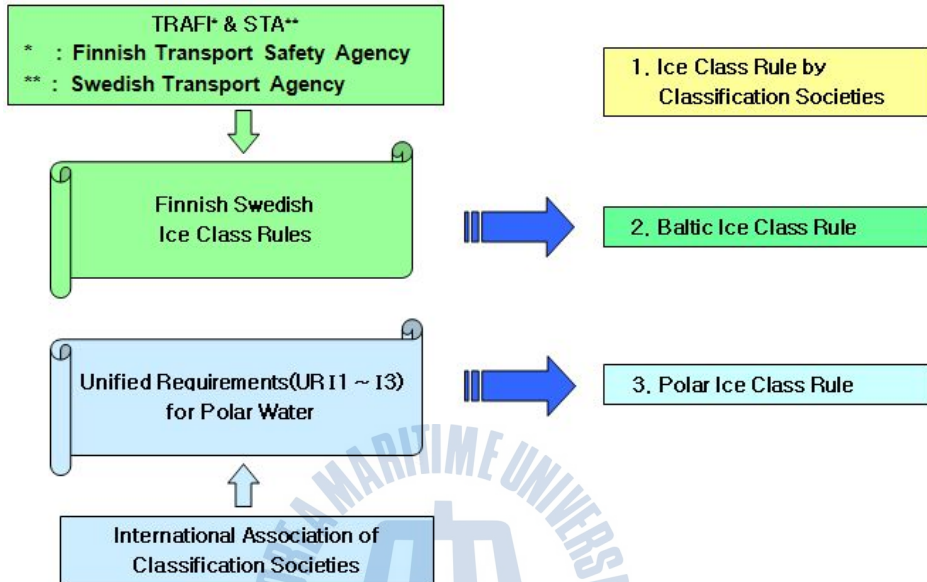 TRAFI* & STA**
* : Finnish Transport Safety Agency
** : Swedish Transport Agency
1. Ice Class Rule by
Classification Societies
Finnish Swedish
Ice Class Rules
2. Baltic Ice Class Rule
Unified Requirements(UR I1 ~ I3)
for Polar Water
3. Polar Ice Class Rule
International Association of
Classification Societies
MARITIME